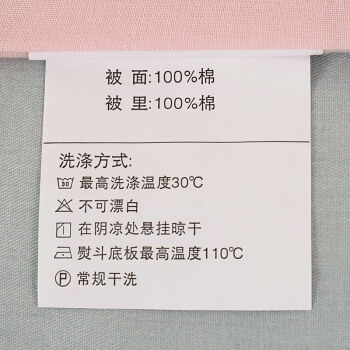 被 面:100%棉
被 里:100%棉
洗涤方式:
30 最高洗涤温度30℃
不可漂白
在阴凉处悬挂晾干
熨斗底板最高温度110℃
P 常规干洗